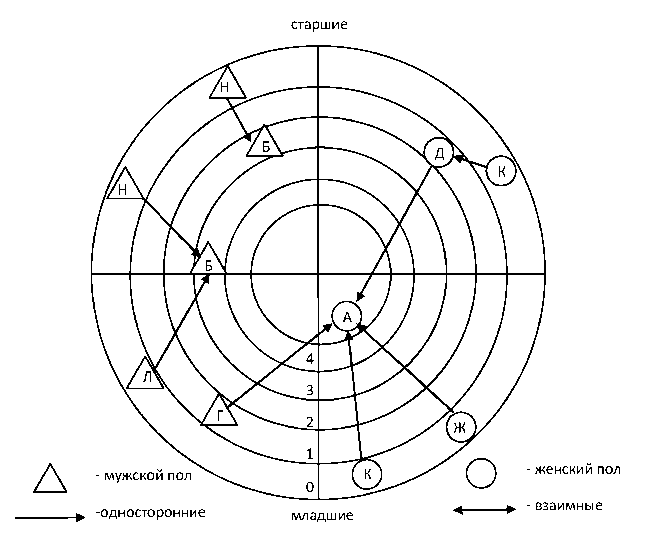 старшие
Н
Б
Д
К
Н
Б
А
4
Л
3
Г
2
Ж
1
К
- мужской пол
- женский пол
0
-односторонние
- взаимные
младшие